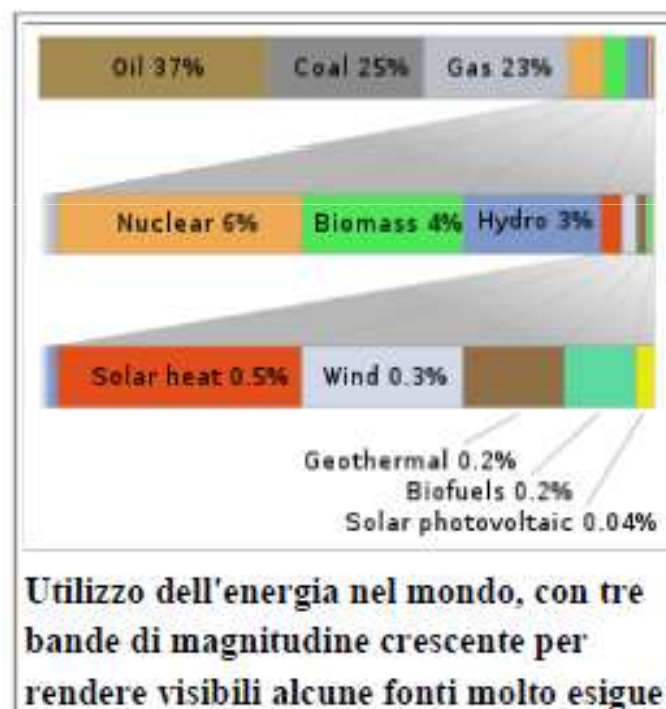 Oil 37% Coal 25% Gas 23%
Nuclear 6% Biomass 4% Hydro 3%
Solar heat 0.5% Wind 0.3%
Geothermal 0.2%
Biofuels 0.2%
Solar photovoltaic 0.04%
Utilizzo dell'energia nel mondo, con tre
bande di magnitudine crescente per
rendere visibili alcune fonti molto esigue